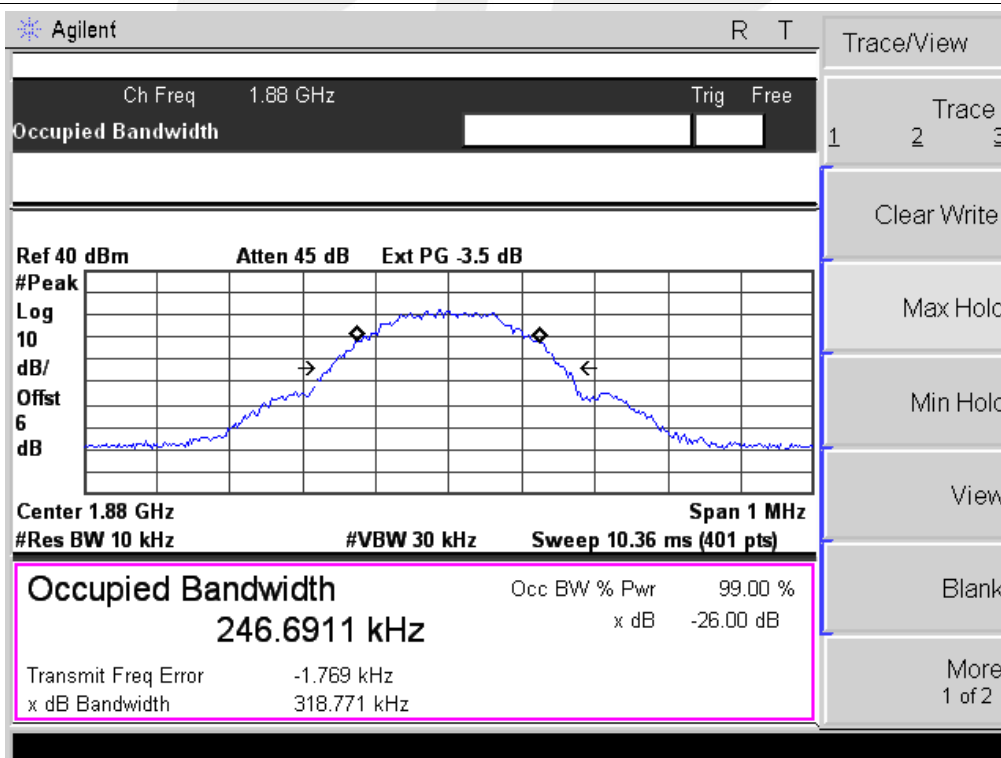 Agilent R T
Ch Freq 1.88 GHz Trig Free
Occupied Bandwidth
Ref 40 dBm Atten 45 dB Ext PG -3.5 dB
#Peak
Log
10
dB/
Offst
6
dB
Center 1.88 GHz Span 1 MHz
#Res BW 10 kHz #VBW 30 kHz Sweep 10.36 ms (401 pts)
Occupied Bandwidth
246.6911 kHz
Occ BW % Pwr 99.00 %
x dB -26.00 dB
Transmit Freq Error -1.769 kHz
x dB Bandwidth 318.771 kHz
Trace/View
Trace
1 2 3
Clear Write
Max Hold
Min Hold
View
Blank
More
1 of 2